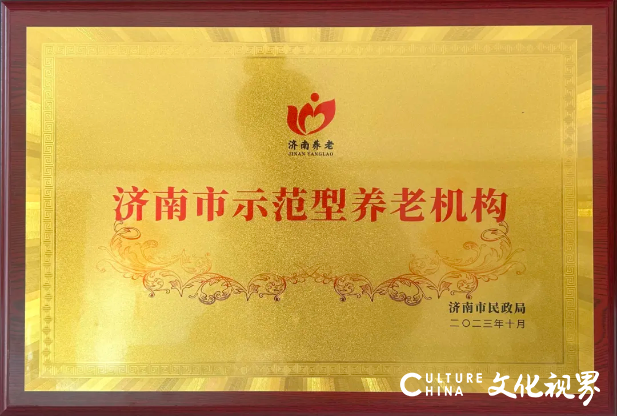 济南养老
JINAN YANGLAO
济南市示范型养老机构
济南市民政局
二〇二三年十月
CULTURE
CHINA
文化视界